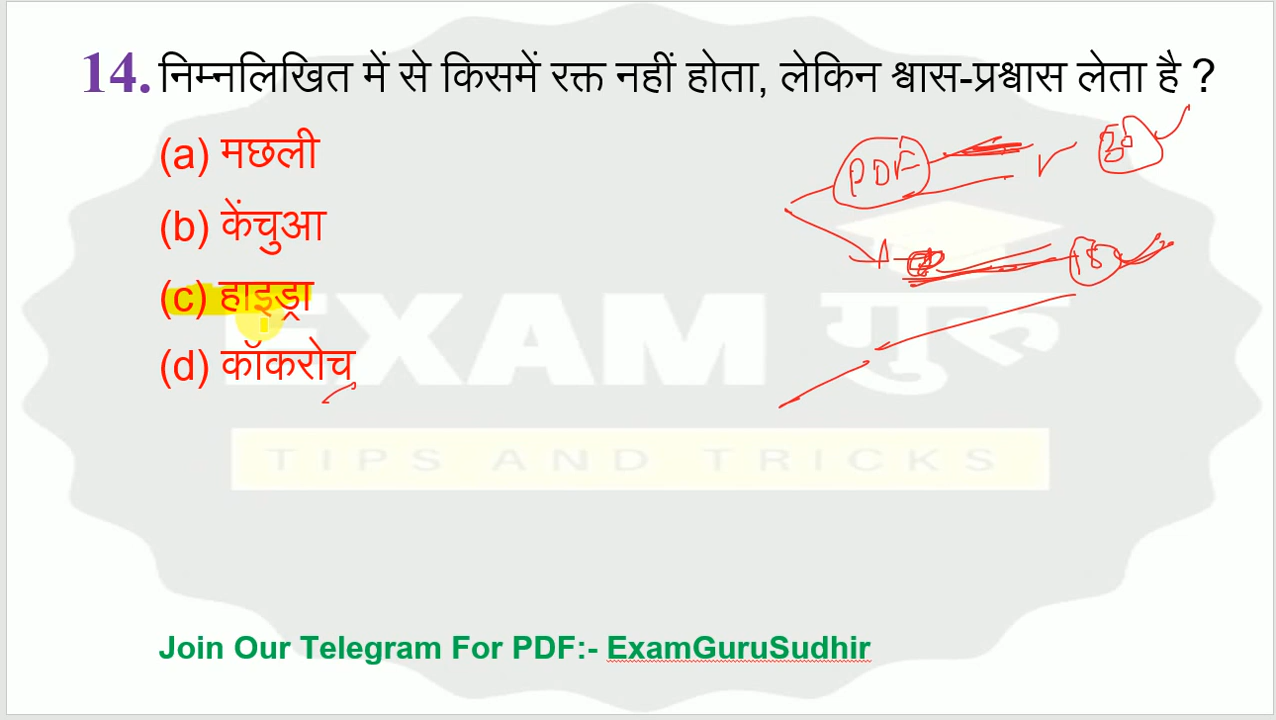 14. निम्नलिखित में से किसमें रक्त नहीं होता, लेकिन श्वास-प्रश्वास लेता है ?
(a) मछली
(b) केंचुआ
(c) हाइड्रा
(d) कॉकरोच
PDF
EXAM गुरु
TIPS AND TRICKS
Join Our Telegram For PDF:- ExamGuruSudhir